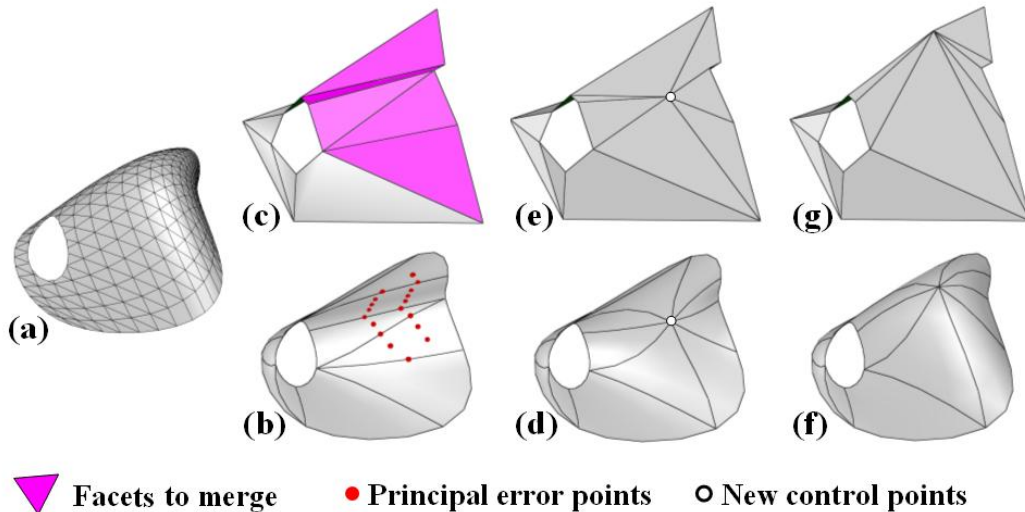 (c) (e) (g)
(a)
(b) (d) (f)
Facets to merge Principal error points New control points